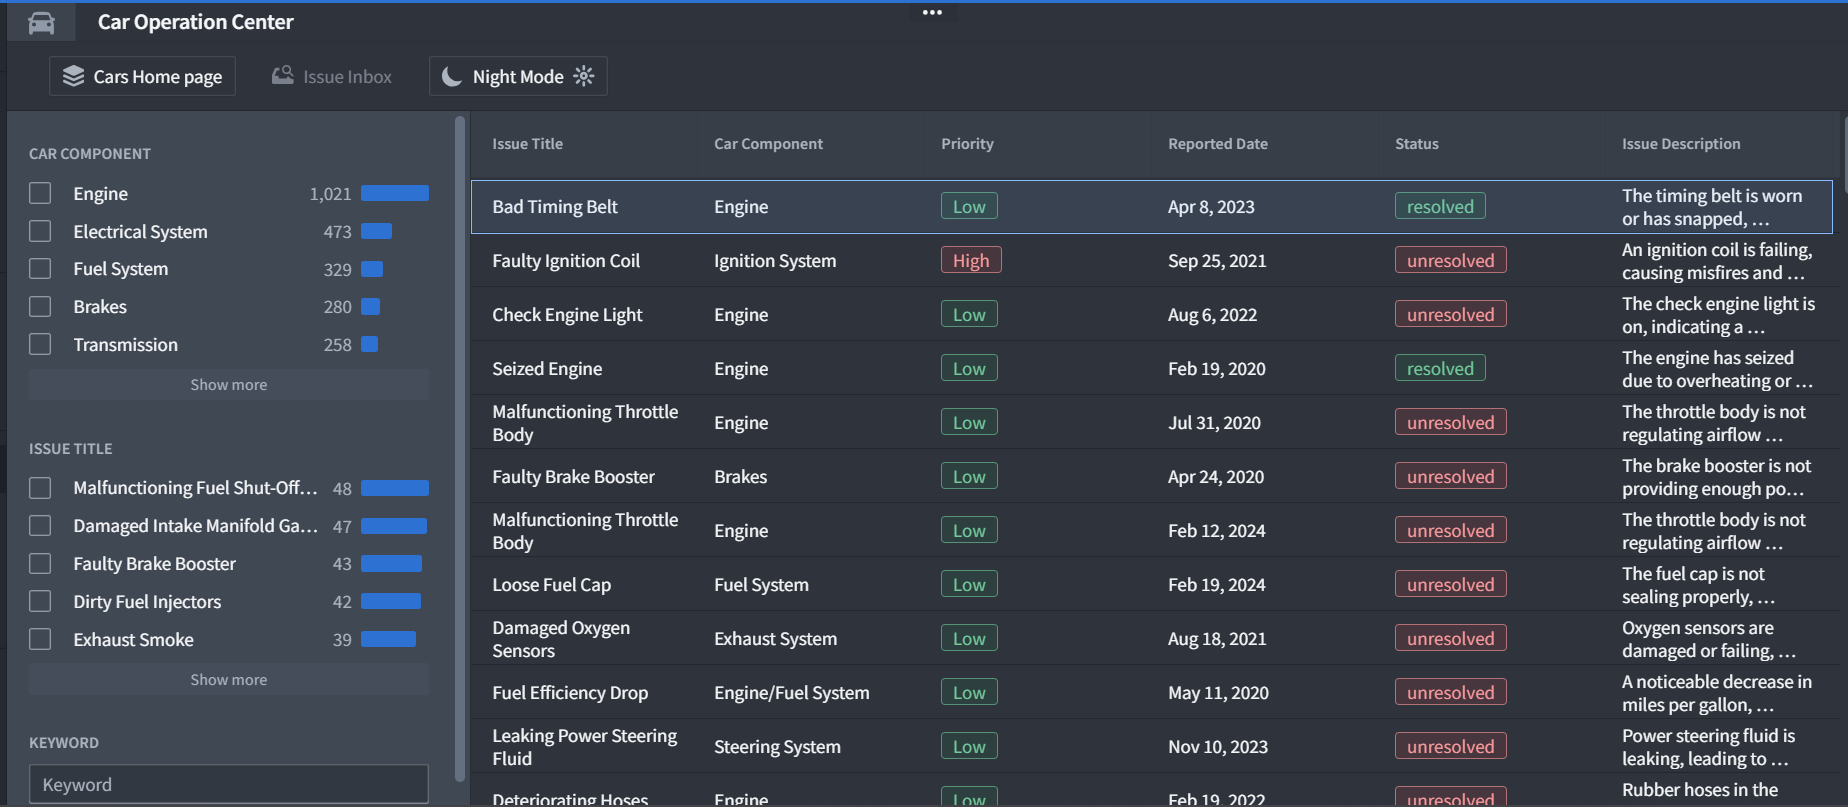 Car Operation Center
Cars Home page
Issue Inbox
Night Mode
CAR COMPONENT
Engine 1,021
Electrical System 473
Fuel System 329
Brakes 280
Transmission 258
Show more
ISSUE TITLE
Malfunctioning Fuel Shut-Off... 48
Damaged Intake Manifold Ga... 47
Faulty Brake Booster 43
Dirty Fuel Injectors 42
Exhaust Smoke 39
Show more
KEYWORD
Keyword
Issue Title Car Component Priority Reported Date Status Issue Description
Bad Timing Belt Engine Low Apr 8, 2023 resolved The timing belt is worn
or has snapped, ...
Faulty Ignition Coil Ignition System High Sep 25, 2021 unresolved An ignition coil is failing,
causing misfires and ...
Check Engine Light Engine Low Aug 6, 2022 unresolved The check engine light is
on, indicating a ...
Seized Engine Engine Low Feb 19, 2020 resolved The engine has seized
due to overheating or ...
Malfunctioning Throttle
Body Engine Low Jul 31, 2020 unresolved The throttle body is not
regulating airflow ...
Faulty Brake Booster Brakes Low Apr 24, 2020 unresolved The brake booster is not
providing enough po...
Malfunctioning Throttle
Body Engine Low Feb 12, 2024 unresolved The throttle body is not
regulating airflow ...
Loose Fuel Cap Fuel System Low Feb 19, 2024 unresolved The fuel cap is not
sealing properly, ...
Damaged Oxygen
Sensors Exhaust System Low Aug 18, 2021 unresolved Oxygen sensors are
damaged or failing, ...
Fuel Efficiency Drop Engine/Fuel System Low May 11, 2020 unresolved A noticeable decrease in
miles per gallon, ...
Leaking Power Steering
Fluid Steering System Low Nov 10, 2023 unresolved Power steering fluid is
leaking, leading to ...
Deteriorating Hoses Engine Low Feb 19, 2022 unresolved Rubber hoses in the